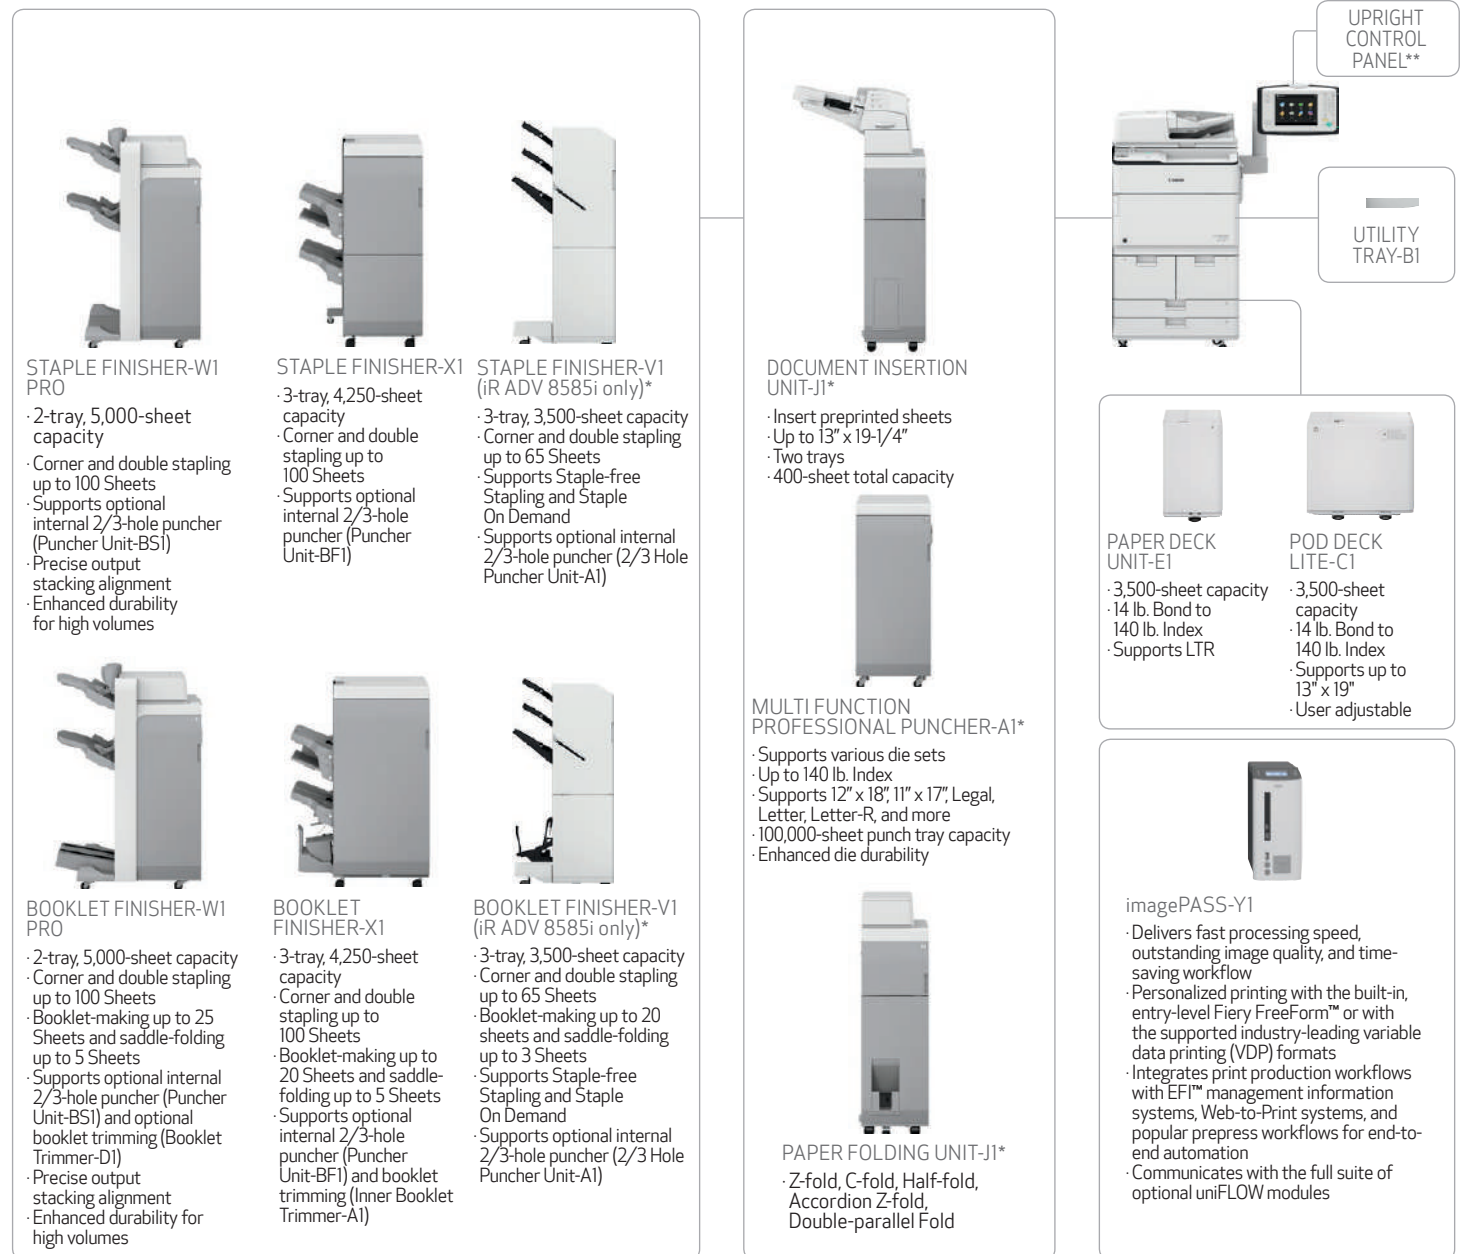 UPRIGHT
CONTROL
PANEL**
Canon
UTILITY
TRAY-B1
STAPLE FINISHER-W1
PRO
· 2-tray, 5,000-sheet
capacity
· Corner and double stapling
up to 100 Sheets
· Supports optional
internal 2/3-hole puncher
(Puncher Unit-BS1)
· Precise output
stacking alignment
· Enhanced durability
for high volumes
STAPLE FINISHER-X1
· 3-tray, 4,250-sheet
capacity
· Corner and double
stapling up to
100 Sheets
· Supports optional
internal 2/3-hole
puncher (Puncher
Unit-BF1)
STAPLE FINISHER-V1
(iR ADV 8585i only)*
· 3-tray, 3,500-sheet capacity
· Corner and double stapling
up to 65 Sheets
· Supports Staple-free
Stapling and Staple
On Demand
· Supports optional internal
2/3-hole puncher (2/3 Hole
Puncher Unit-A1)
BOOKLET FINISHER-W1
PRO
· 2-tray, 5,000-sheet capacity
· Corner and double stapling
up to 100 Sheets
· Booklet-making up to 25
Sheets and saddle-folding
up to 5 Sheets
· Supports optional internal
2/3-hole puncher (Puncher
Unit-BS1) and optional
booklet trimming (Booklet
Trimmer-D1)
· Precise output
stacking alignment
· Enhanced durability for
high volumes
BOOKLET
FINISHER-X1
· 3-tray, 4,250-sheet
capacity
· Corner and double
stapling up to
100 Sheets
· Booklet-making up to
20 Sheets and saddle-
folding up to 5 Sheets
· Supports optional
internal 2/3-hole
puncher (Puncher
Unit-BF1) and booklet
trimming (Inner Booklet
Trimmer-A1)
BOOKLET FINISHER-V1
(iR ADV 8585i only)*
· 3-tray, 3,500-sheet capacity
· Corner and double stapling
up to 65 Sheets
· Booklet-making up to 20
sheets and saddle-folding
up to 3 Sheets
· Supports Staple-free
Stapling and Staple
On Demand
· Supports optional internal
2/3-hole puncher (2/3 Hole
Puncher Unit-A1)
DOCUMENT INSERTION
UNIT-J1*
· Insert preprinted sheets
· Up to 13” x 19-1/4”
· Two trays
· 400-sheet total capacity
MULTI FUNCTION
PROFESSIONAL PUNCHER-A1*
· Supports various die sets
· Up to 140 lb. Index
· Supports 12” x 18”, 11” x 17”, Legal,
Letter, Letter-R, and more
· 100,000-sheet punch tray capacity
· Enhanced die durability
PAPER FOLDING UNIT-J1*
· Z-fold, C-fold, Half-fold,
Accordion Z-fold,
Double-parallel Fold
PAPER DECK
UNIT-E1
· 3,500-sheet capacity
· 14 lb. Bond to
140 lb. Index
· Supports LTR
POD DECK
LITE-C1
· 3,500-sheet
capacity
· 14 lb. Bond to
140 lb. Index
· Supports up to
13" x 19"
· User adjustable
imagePASS-Y1
· Delivers fast processing speed,
outstanding image quality, and time-
saving workflow
· Personalized printing with the built-in,
entry-level Fiery FreeForm™ or with
the supported industry-leading variable
data printing (VDP) formats
· Integrates print production workflows
with EFI™ management information
systems, Web-to-Print systems, and
popular prepress workflows for end-to-
end automation
· Communicates with the full suite of
optional uniFLOW modules